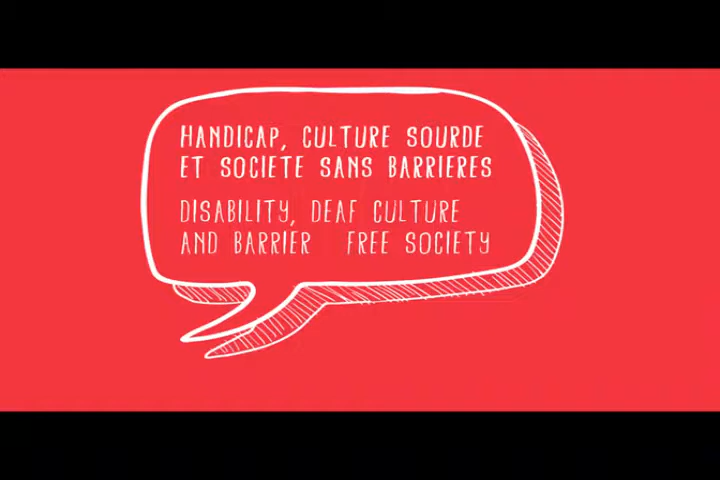 HANDICAP, CULTURE SOURDE
ET SOCIETE SANS BARRIERES
DISABILITY, DEAF CULTURE
AND BARRIER FREE SOCIETY